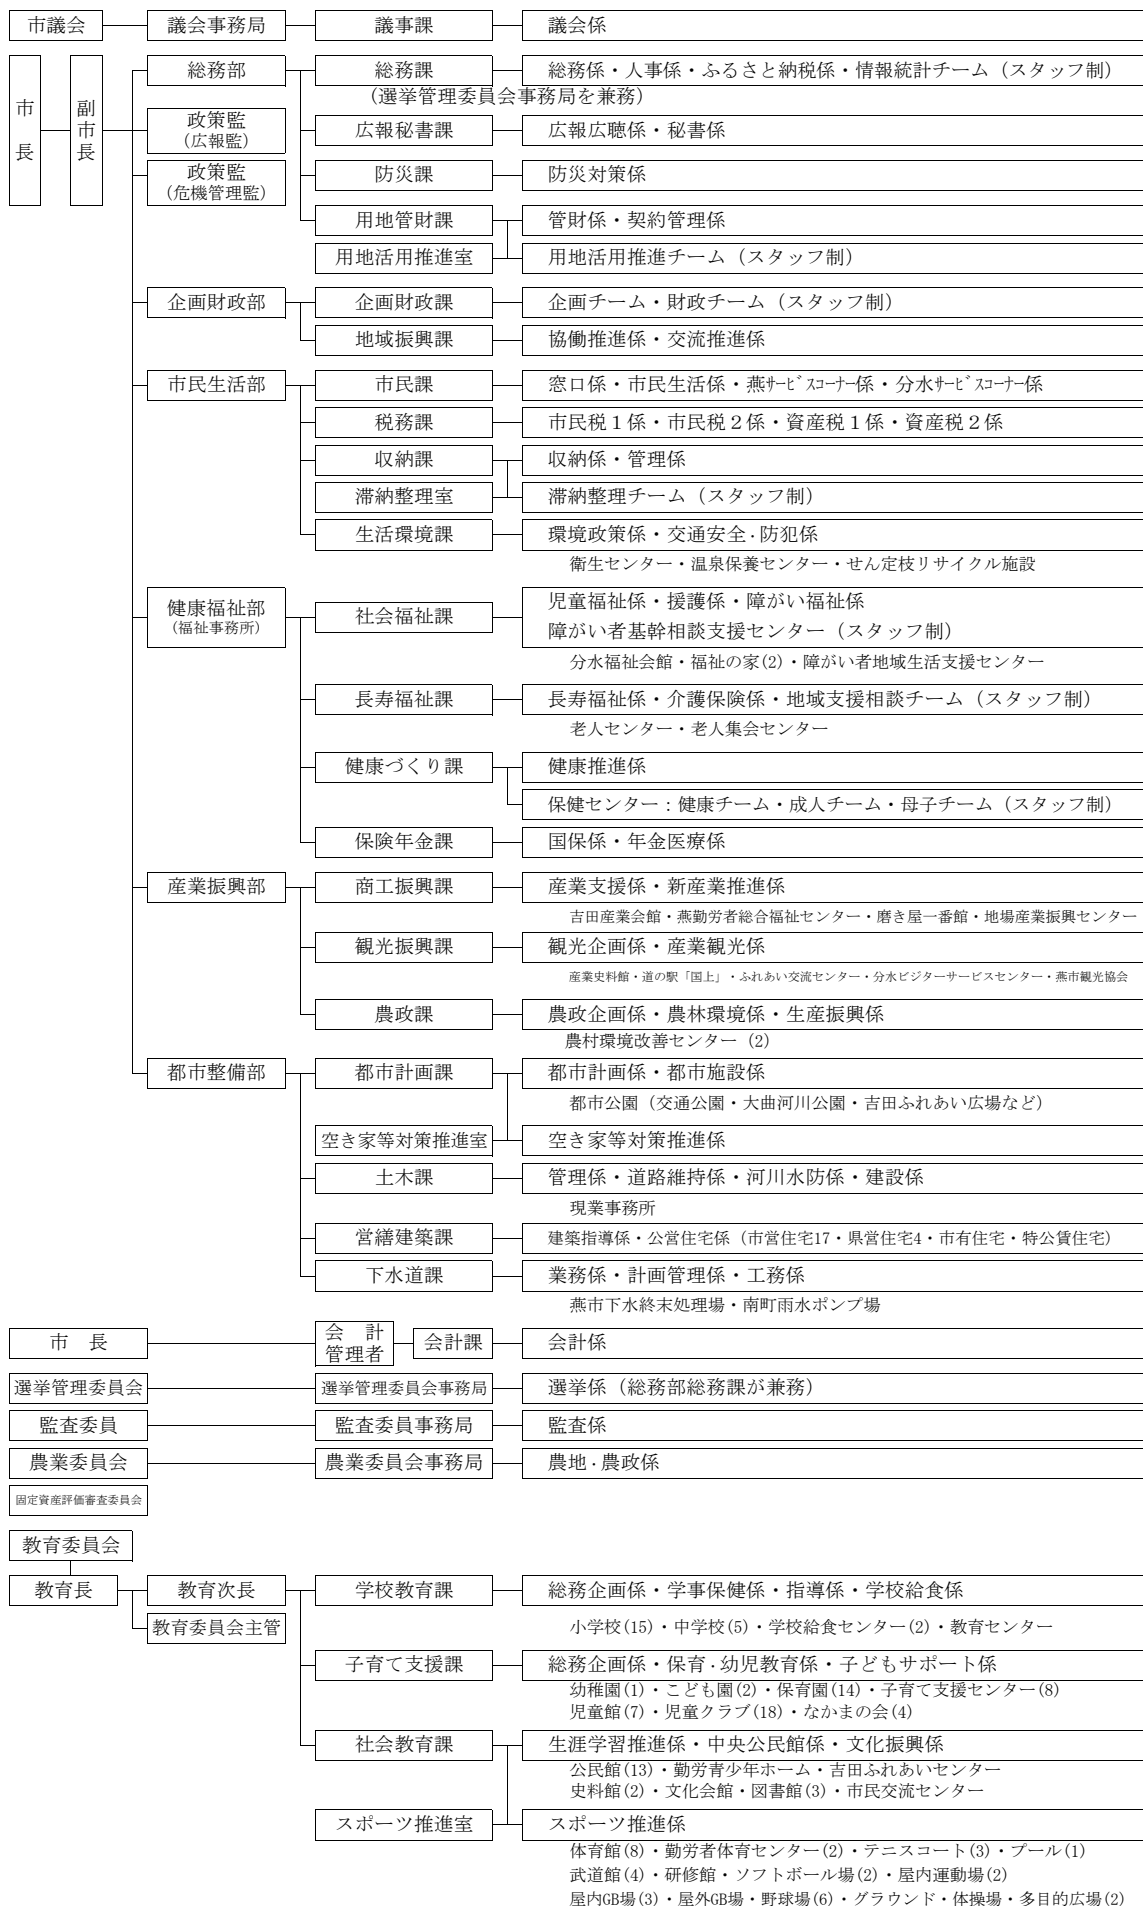 市議会 議会事務局 議事課 議会係
市長 副市長 総務部 総務課 総務係・人事係・ふるさと納税係・情報統計チーム（スタッフ制）
（選挙管理委員会事務局を兼務）
政策監
（広報監）
広報秘書課 広報広聴係・秘書係
政策監
（危機管理監）
防災課 防災対策係
用地管財課 管財係・契約管理係
用地活用推進室 用地活用推進チーム（スタッフ制）
企画財政部 企画財政課 企画チーム・財政チーム（スタッフ制）
地域振興課 協働推進係・交流推進係
市民生活部 市民課 窓口係・市民生活係・燕ｻｰﾋﾞｽｺｰﾅｰ係・分水ｻｰﾋﾞｽｺｰﾅｰ係
税務課 市民税１係・市民税２係・資産税１係・資産税２係
収納課 収納係・管理係
滞納整理室 滞納整理チーム（スタッフ制）
生活環境課 環境政策係・交通安全·防犯係
衛生センター・温泉保養センター・せん定枝リサイクル施設
健康福祉部
（福祉事務所）
社会福祉課 児童福祉係・援護係・障がい福祉係
障がい者基幹相談支援センター（スタッフ制）
分水福祉会館・福祉の家(2)・障がい者地域生活支援センター
長寿福祉課 長寿福祉係・介護保険係・地域支援相談チーム（スタッフ制）
老人センター・老人集会センター
健康づくり課 健康推進係
保健センター：健康チーム・成人チーム・母子チーム（スタッフ制）
保険年金課 国保係・年金医療係
産業振興部 商工振興課 産業支援係・新産業推進係
吉田産業会館・燕勤労者総合福祉センター・磨き屋一番館・地場産業振興センター
観光振興課 観光企画係・産業観光係
産業史料館・道の駅「国上」・ふれあい交流センター・分水ビジターサービスセンター・燕市観光協会
農政課 農政企画係・農林環境係・生産振興係
農村環境改善センター（2）
都市整備部 都市計画課 都市計画係・都市施設係
都市公園（交通公園・大曲河川公園・吉田ふれあい広場など）
空き家等対策推進室 空き家等対策推進係
土木課 管理係・道路維持係・河川水防係・建設係
現業事務所
営繕建築課 建築指導係・公営住宅係（市営住宅17・県営住宅4・市有住宅・特公賃住宅）
下水道課 業務係・計画管理係・工務係
燕市下水終末処理場・南町雨水ポンプ場
市　長 会計管理者 会計課 会計係
選挙管理委員会 選挙管理委員会事務局 選挙係（総務部総務課が兼務）
監査委員 監査委員事務局 監査係
農業委員会 農業委員会事務局 農地·農政係
固定資産評価審査委員会
教育委員会
教育長 教育次長 学校教育課 総務企画係・学事保健係・指導係・学校給食係
教育委員会主管 小学校(15)・中学校(5)・学校給食センター(2)・教育センター
子育て支援課 総務企画係・保育·幼児教育係・子どもサポート係
幼稚園(1)・こども園(2)・保育園(14)・子育て支援センター(8)
児童館(7)・児童クラブ(18)・なかまの会(4)
社会教育課 生涯学習推進係・中央公民館係・文化振興係
公民館(13)・勤労青少年ホーム・吉田ふれあいセンター
史料館(2)・文化会館・図書館(3)・市民交流センター
スポーツ推進室 スポーツ推進係
体育館(8)・勤労者体育センター(2)・テニスコート(3)・プール(1)
武道館(4)・研修館・ソフトボール場(2)・屋内運動場(2)
屋内GB場(3)・屋外GB場・野球場(6)・グラウンド・体操場・多目的広場(2)